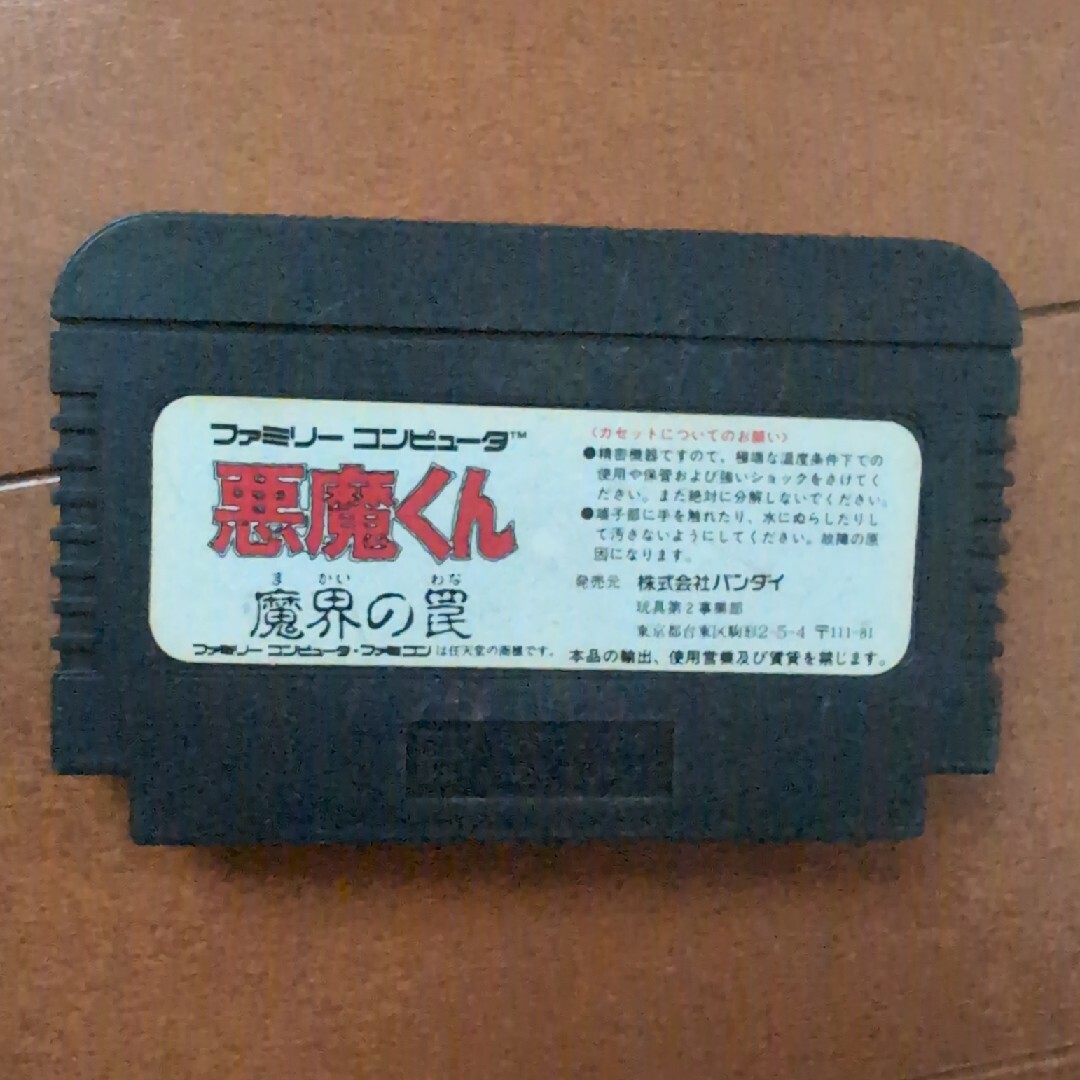 ファミリー コンピュータ™
悪魔くん
ま かい わな
魔界の罠
ファミリー コンピュータ・ファミコン は任天堂の商標です。
〈カセットについてのお願い〉
●精密機器ですので、極端な温度条件下での
使用や保管および強いショックをさけてく
ださい。また絶対に分解しないでください。
●端子部に手を触れたり、水にぬらしたりし
て汚さないようにしてください。故障の原
因になります。
発売元 株式会社バンダイ
玩具第2事業部
東京都台東区駒形2-5-4 〒111-81
本品の輸出、使用営業及び賃貸を禁じます。